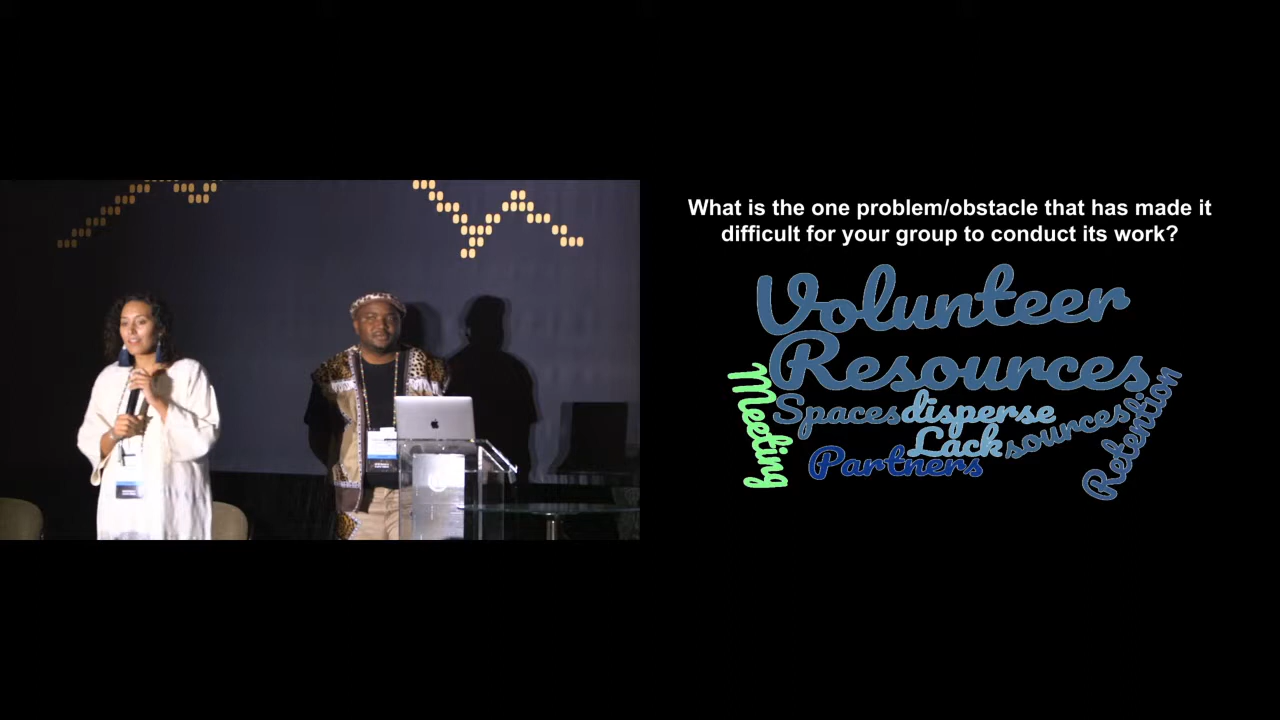 What is the one problem/obstacle that has made it
difficult for your group to conduct its work?
Volunteer
Resources
Meeting
Spaces
disperse
Lack
sources
Retention
Partners